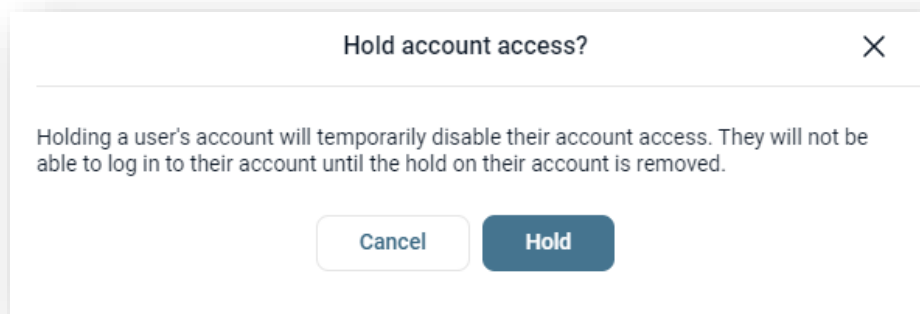 Hold account access?
Holding a user's account will temporarily disable their account access. They will not be
able to log in to their account until the hold on their account is removed.
Cancel
Hold